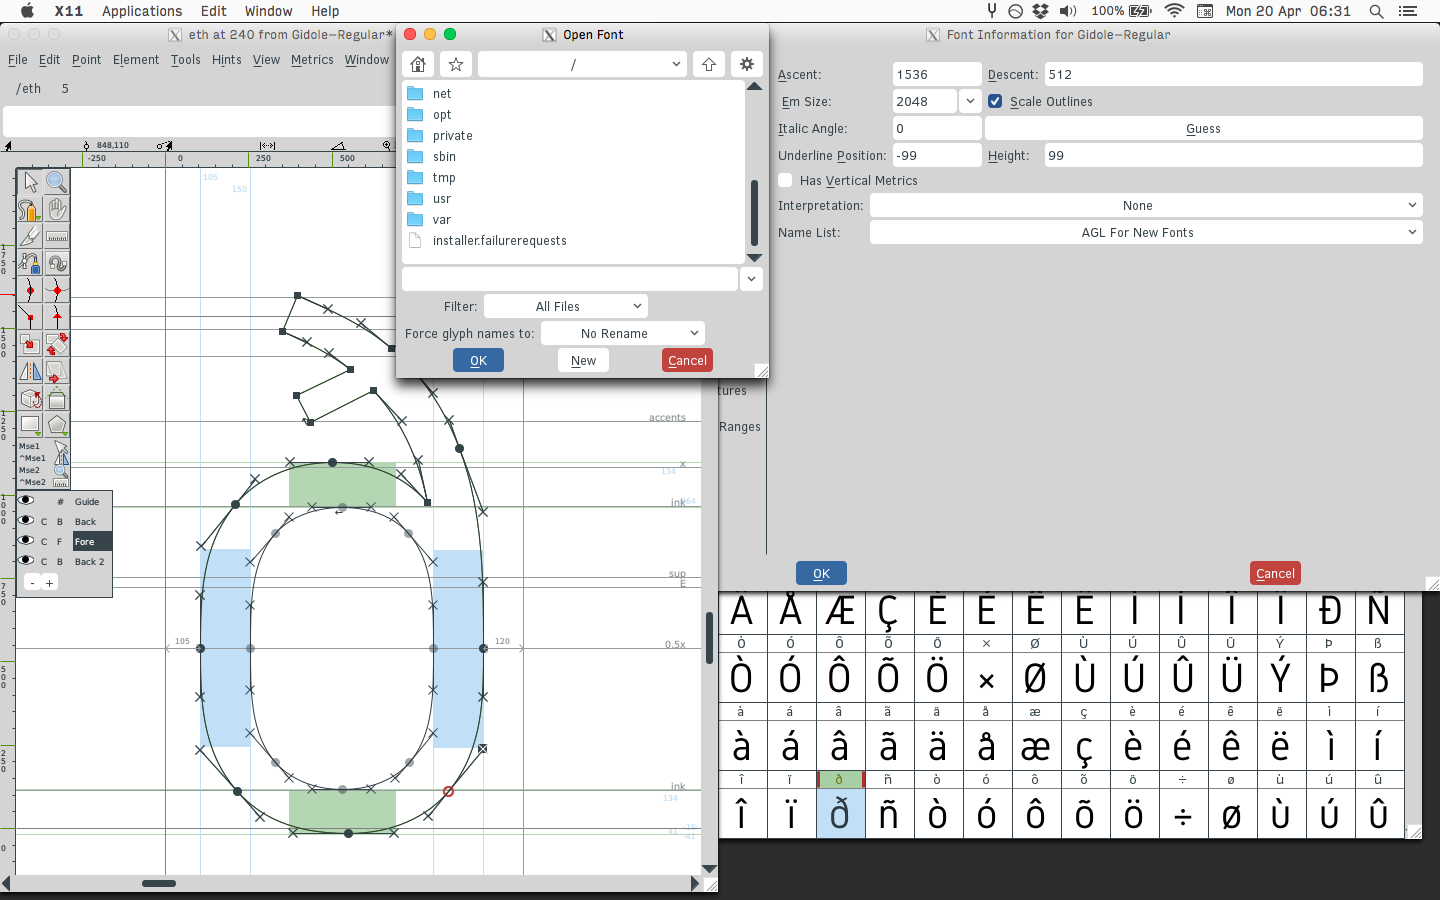 X11 Applications Edit Window Help 100% Mon 20 Apr 06:31
eth at 240 from Gidole-Regular*
File Edit Point Element Tools Hints View Metrics Window
/eth 5
848,110
-250 0 250 500
105
150
Mse1
^Mse1
Mse2
^Mse2
# Guide
C B Back
C F Fore
C B Back 2
- +
accents
x
134
ink
sup
E
105
120
0.5x
ink
134
Open Font
/
net
opt
private
sbin
tmp
usr
var
installer.failurerequests
Filter: All Files
Force glyph names to: No Rename
OK New Cancel
Font Information for Gidole-Regular
Ascent: 1536 Descent: 512
Em Size: 2048 Scale Outlines
Italic Angle: 0 Guess
Underline Position: -99 Height: 99
Has Vertical Metrics
Interpretation: None
Name List: AGL For New Fonts
tures
Ranges
OK Cancel
Ò Ó Ô Õ Ö × Ø Ù Ú Û Ü Ý Þ ß
Ò Ó Ô Õ Ö × Ø Ù Ú Û Ü Ý Þ ß
à á â ã ä å æ ç è é ê ë ì í
à á â ã ä å æ ç è é ê ë ì í
î ï ð ñ ò ó ô õ ö ÷ ø ù ú û
î ï ð ñ ò ó ô õ ö ÷ ø ù ú û